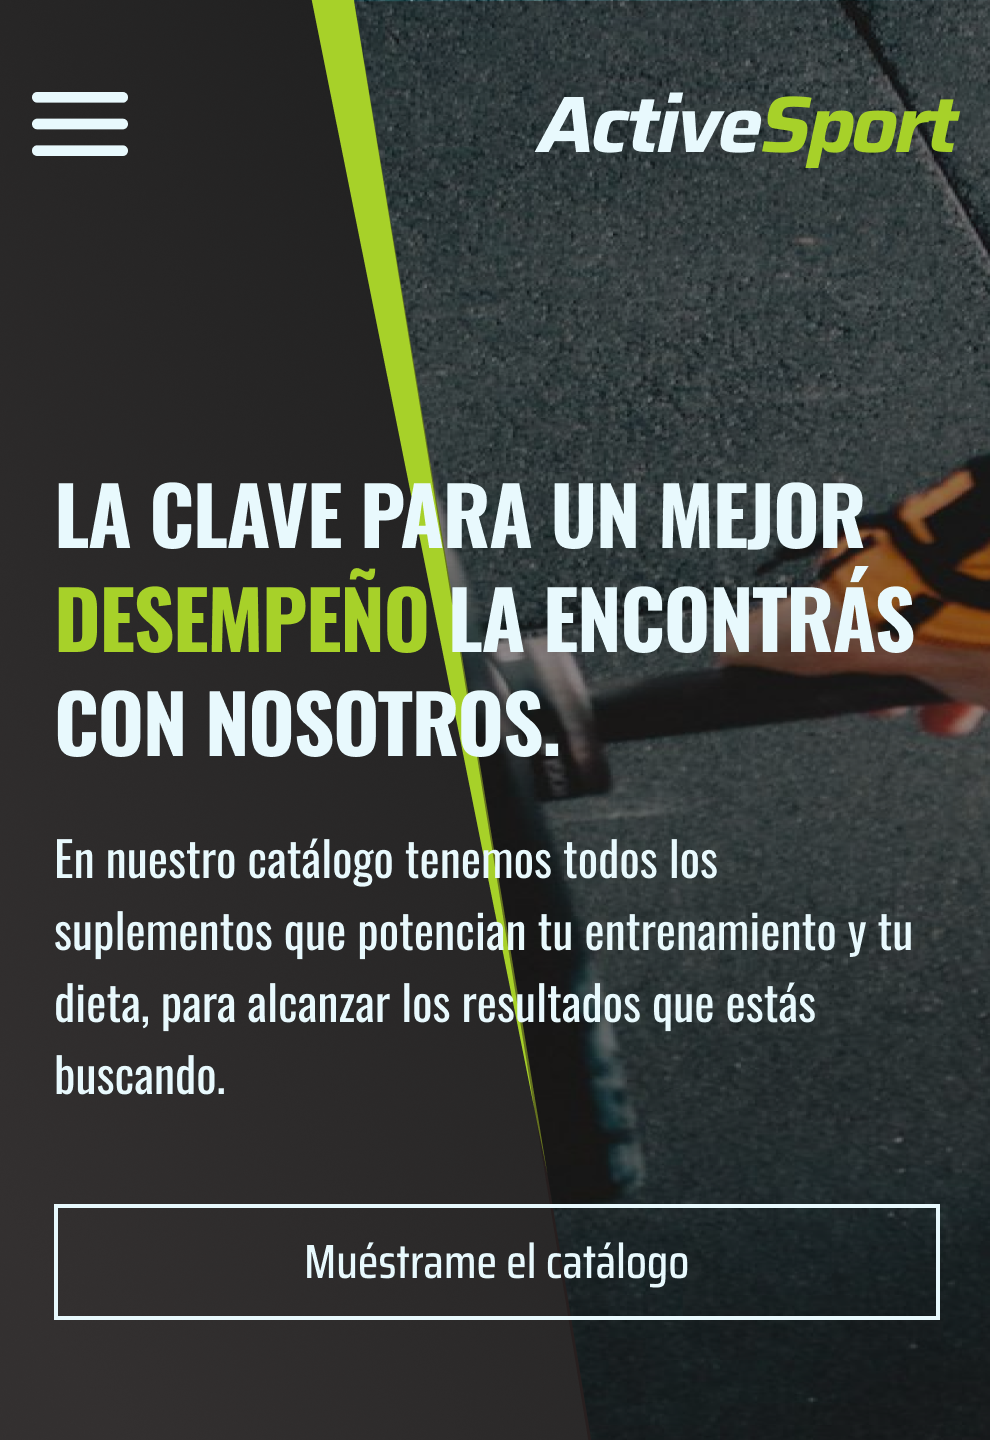 ActiveSport
LA CLAVE PARA UN MEJOR
DESEMPEÑO LA ENCONTRÁS
CON NOSOTROS.
En nuestro catálogo tenemos todos los
suplementos que potencian tu entrenamiento y tu
dieta, para alcanzar los resultados que estás
buscando.
Muéstrame el catálogo